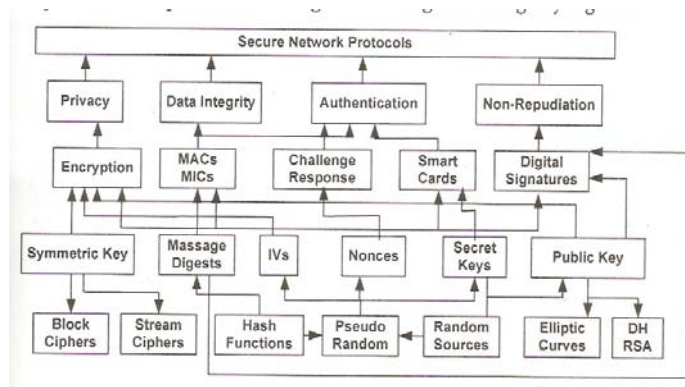 Secure Network Protocols
Privacy
Data Integrity
Authentication
Non-Repudiation
Encryption
MACs
MICs
Challenge
Response
Smart
Cards
Digital
Signatures
Symmetric Key
Massage
Digests
IVs
Nonces
Secret
Keys
Public Key
Block
Ciphers
Stream
Ciphers
Hash
Functions
Pseudo
Random
Random
Sources
Elliptic
Curves
DH
RSA